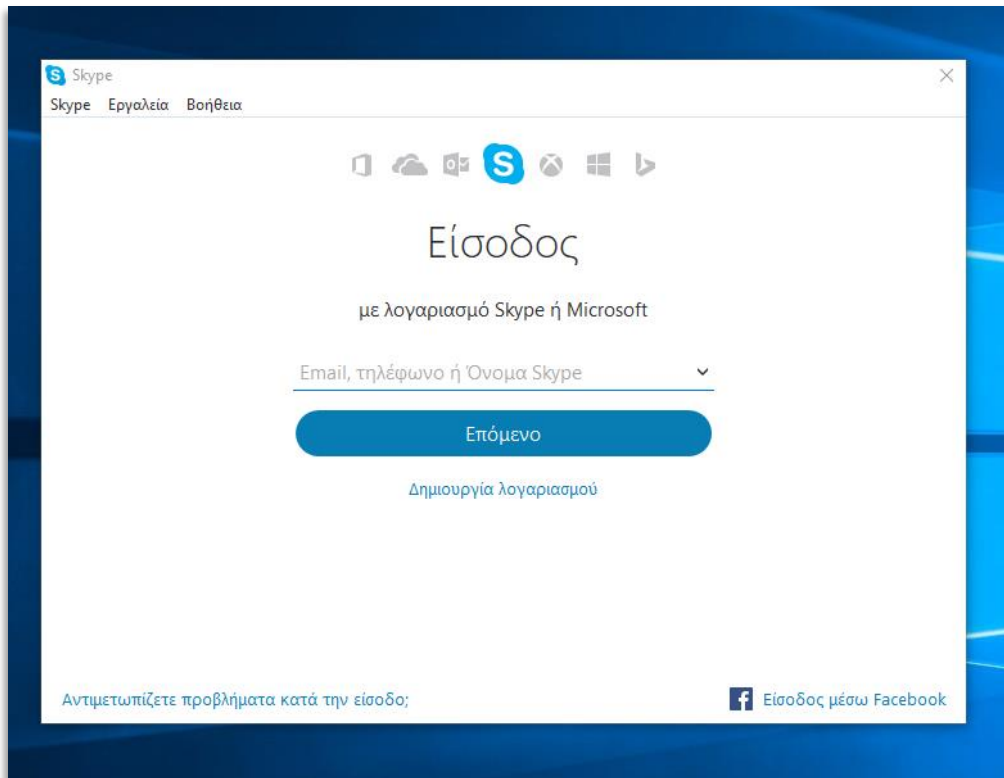 Skype
Skype Εργαλεία Βοήθεια
Είσοδος
με λογαριασμό Skype ή Microsoft
Email, τηλέφωνο ή Όνομα Skype
Επόμενο
Δημιουργία λογαριασμού
Αντιμετωπίζετε προβλήματα κατά την είσοδο;
Είσοδος μέσω Facebook